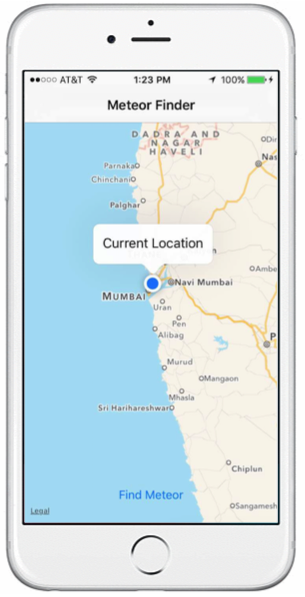 AT&T 1:23 PM 100%
Meteor Finder
DADRA AND
NAGAR
HAVELI
Parnaka
Chinchani
Nas
Palghar
Current Location
MUMBAI
Navi Mumbai
Ambe
Uran
Pen
Alibag
P
Murud
Mangaon
Mhasla
Sri Harihareshwar
Chiplun
Find Meteor
Legal
Sangamesh